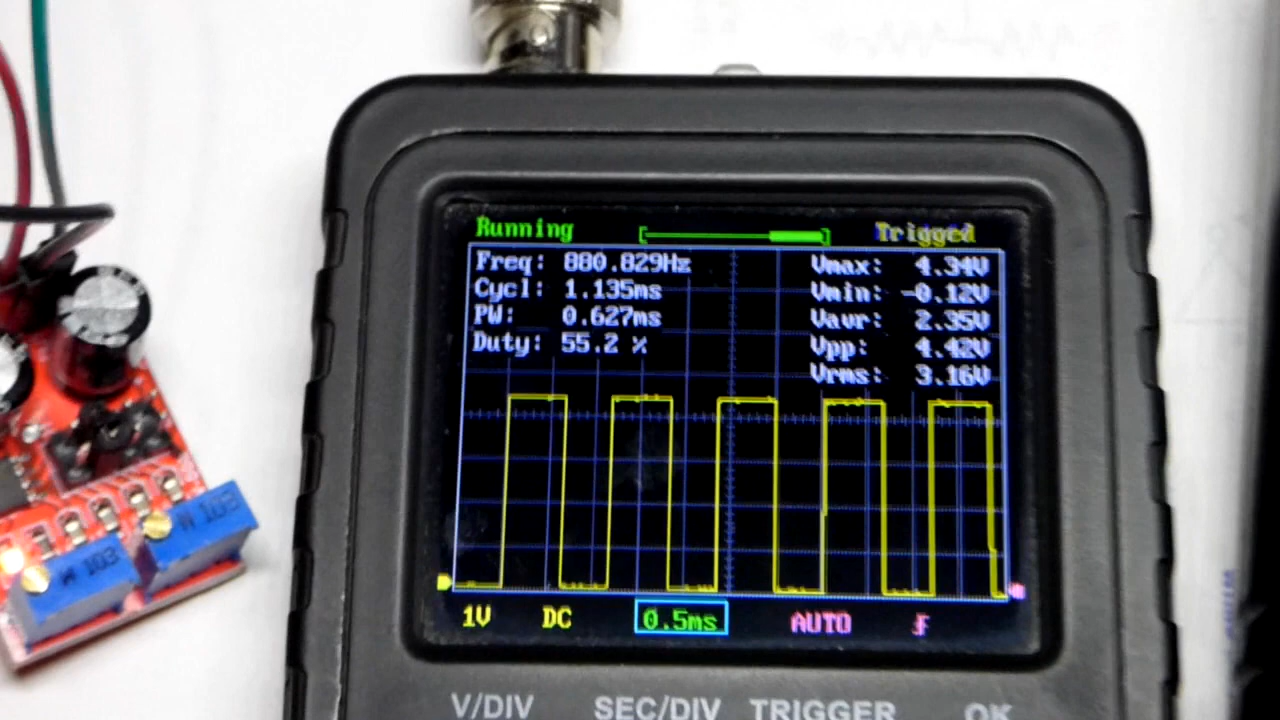 Running Trigged
Freq: 880.829Hz Vmax: 4.34V
Cycl: 1.135ms Vmin: -0.12V
PW: 0.627ms Vavr: 2.35V
Duty: 55.2 % Vpp: 4.42V
Vrms: 3.16V
1V DC 0.5ms AUTO
V/DIV SEC/DIV TRIGGER OK
W 103
W 103